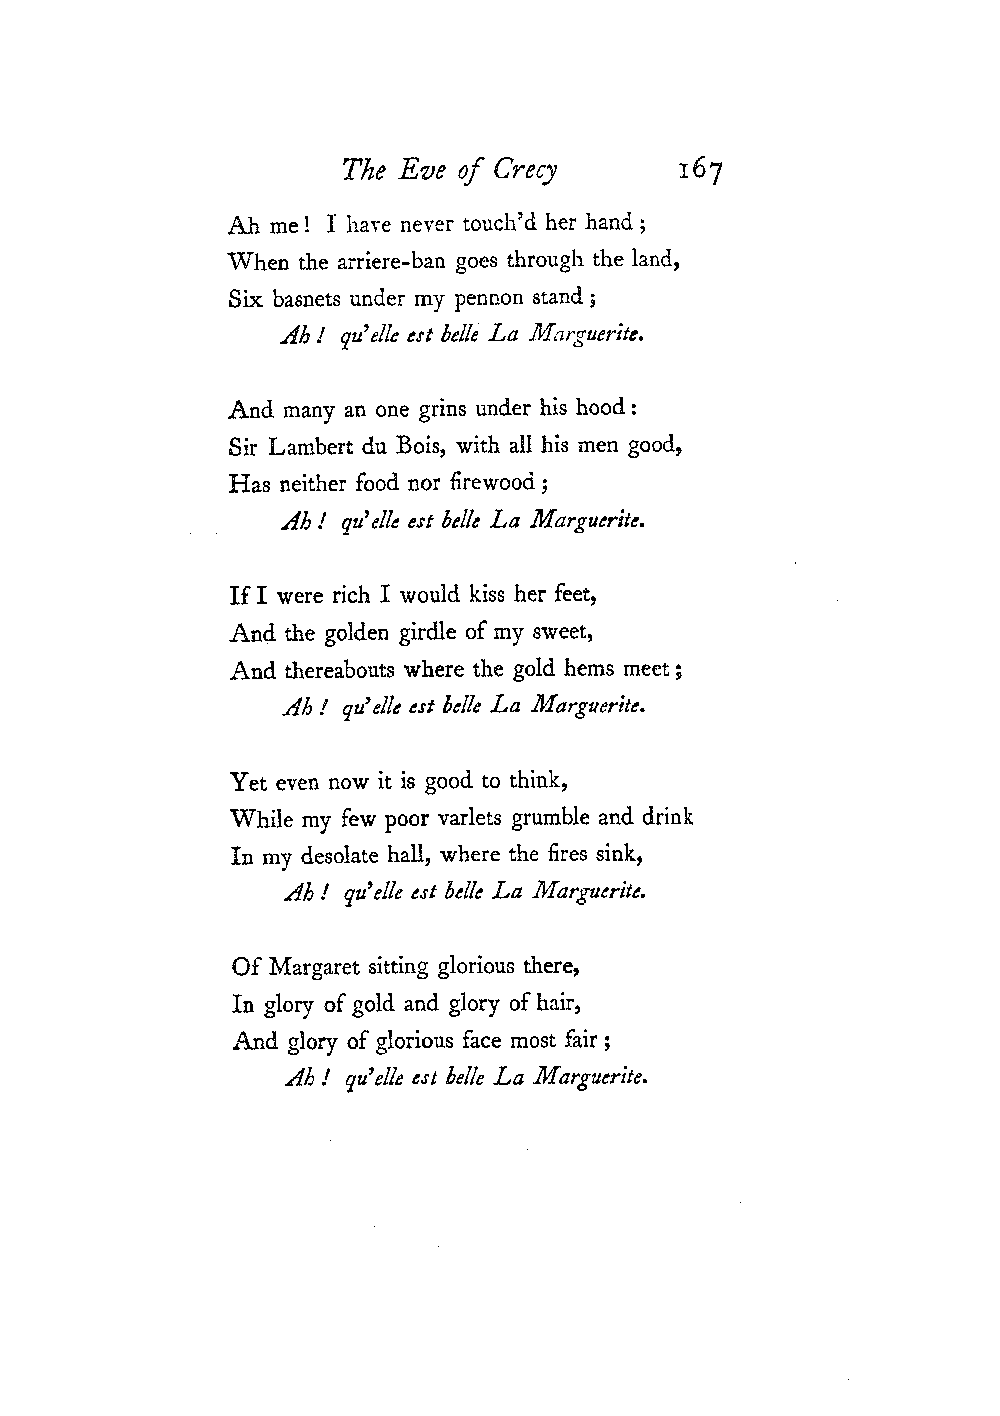 The Eve of Crecy 167
Ah me! I have never touch'd her hand;
When the arriere-ban goes through the land,
Six basnets under my pennon stand;
Ah! qu'elle est belle La Marguerite.
And many an one grins under his hood:
Sir Lambert du Bois, with all his men good,
Has neither food nor firewood;
Ah! qu'elle est belle La Marguerite.
If I were rich I would kiss her feet,
And the golden girdle of my sweet,
And thereabouts where the gold hems meet;
Ah! qu'elle est belle La Marguerite.
Yet even now it is good to think,
While my few poor varlets grumble and drink
In my desolate hall, where the fires sink,
Ah! qu'elle est belle La Marguerite.
Of Margaret sitting glorious there,
In glory of gold and glory of hair,
And glory of glorious face most fair;
Ah! qu'elle est belle La Marguerite.